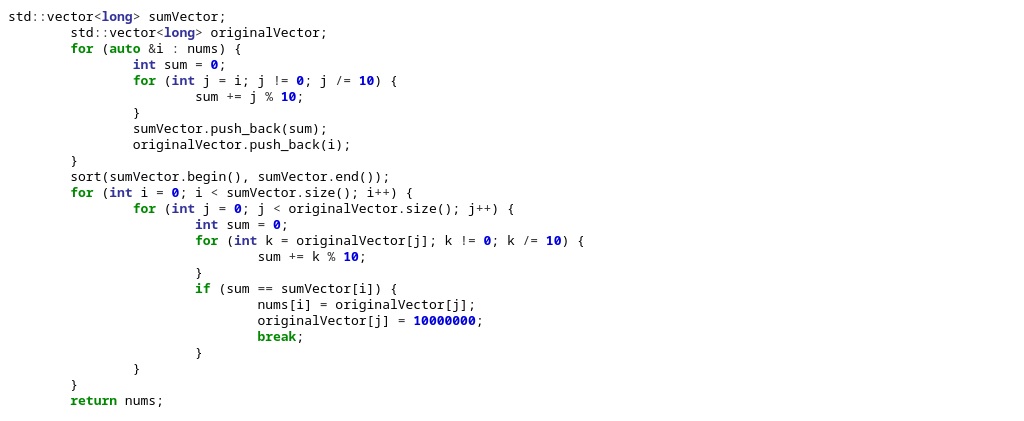 std::vector<long> sumVector;
        std::vector<long> originalVector;
        for (auto &i : nums) {
                int sum = 0;
                for (int j = i; j != 0; j /= 10) {
                        sum += j % 10;
                }
                sumVector.push_back(sum);
                originalVector.push_back(i);
        }
        sort(sumVector.begin(), sumVector.end());
        for (int i = 0; i < sumVector.size(); i++) {
                for (int j = 0; j < originalVector.size(); j++) {
                        int sum = 0;
                        for (int k = originalVector[j]; k != 0; k /= 10) {
                                sum += k % 10;
                        }
                        if (sum == sumVector[i]) {
                                nums[i] = originalVector[j];
                                originalVector[j] = 10000000;
                                break;
                        }
                }
        }
        return nums;